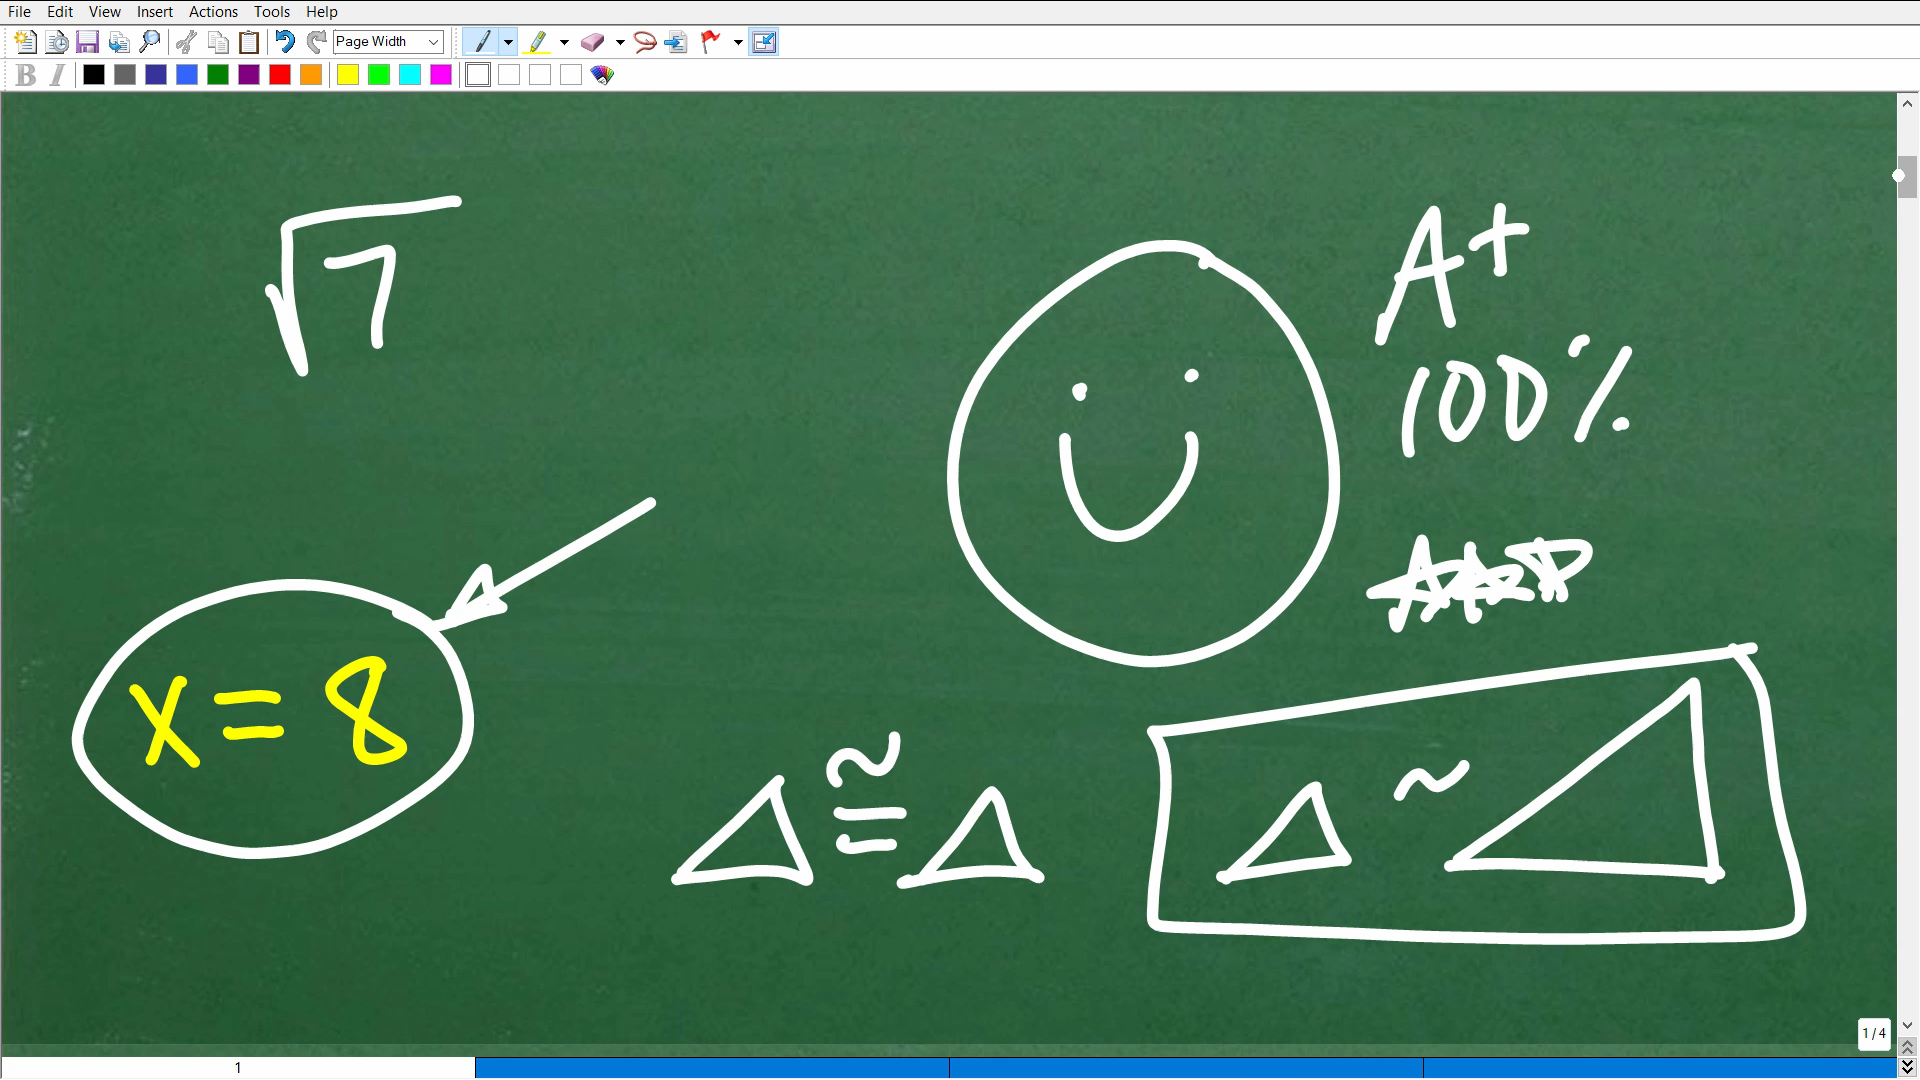 File Edit View Insert Actions Tools Help
Page Width
B I
√7
A+
100%
x = 8
△ ≅ △
△ ~ △
1 / 4
1